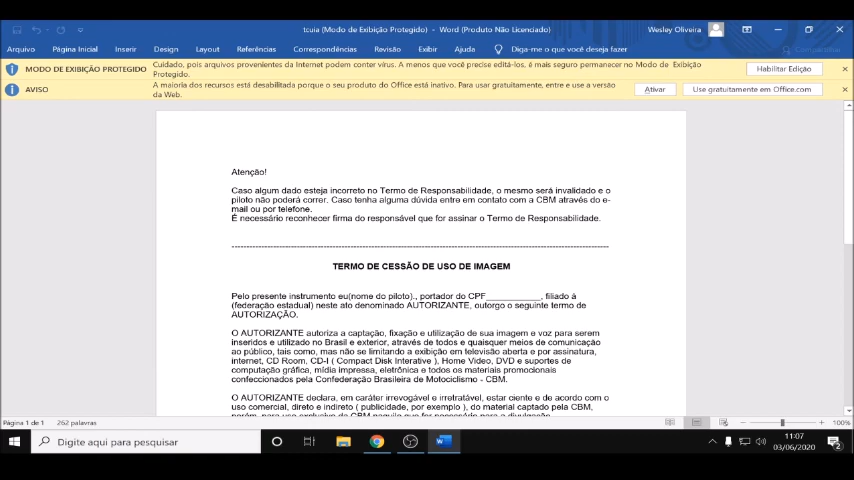 tcuia (Modo de Exibição Protegido) - Word (Produto Não Licenciado)
Wesley Oliveira
Arquivo Página Inicial Inserir Design Layout Referências Correspondências Revisão Exibir Ajuda Diga-me o que você deseja fazer Compartilhar
MODO DE EXIBIÇÃO PROTEGIDO Cuidado, pois arquivos provenientes da Internet podem conter vírus. A menos que você precise editá-los, é mais seguro permanecer no Modo de Exibição
Protegido.
Habilitar Edição
AVISO A maioria dos recursos está desabilitada porque o seu produto do Office está inativo. Para usar gratuitamente, entre e use a versão
da Web.
Ativar Use gratuitamente em Office.com
Atenção!
Caso algum dado esteja incorreto no Termo de Responsabilidade, o mesmo será invalidado e o
piloto não poderá correr. Caso tenha alguma dúvida entre em contato com a CBM através do e-
mail ou por telefone.
É necessário reconhecer firma do responsável que for assinar o Termo de Responsabilidade.
TERMO DE CESSÃO DE USO DE IMAGEM
Pelo presente instrumento eu(nome do piloto)., portador do CPF___________, filiado à
(federação estadual) neste ato denominado AUTORIZANTE, outorgo o seguinte termo de
AUTORIZAÇÃO.
O AUTORIZANTE autoriza a captação, fixação e utilização de sua imagem e voz para serem
inseridos e utilizado no Brasil e exterior, através de todos e quaisquer meios de comunicação
ao público, tais como, mas não se limitando a exibição em televisão aberta e por assinatura,
internet, CD Room, CD-I ( Compact Disk Interative ), Home Video, DVD e suportes de
computação gráfica, mídia impressa, eletrônica e todos os materiais promocionais
confeccionados pela Confederação Brasileira de Motociclismo - CBM.
O AUTORIZANTE declara, em caráter irrevogável e irretratável, estar ciente e de acordo com o
uso comercial, direto e indireto ( publicidade, por exemplo ), do material captado pela CBM,
Página 1 de 1 262 palavras 100%
Digite aqui para pesquisar
11:07
03/06/2020
2